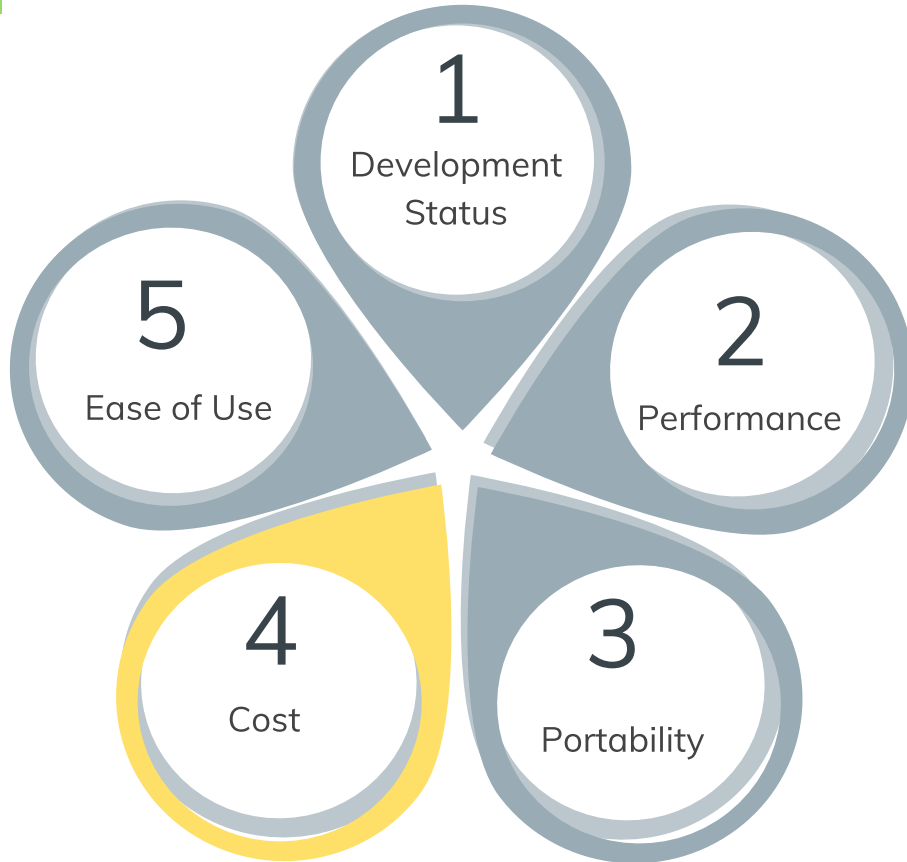 1
Development
Status
2
Performance
3
Portability
4
Cost
5
Ease of Use